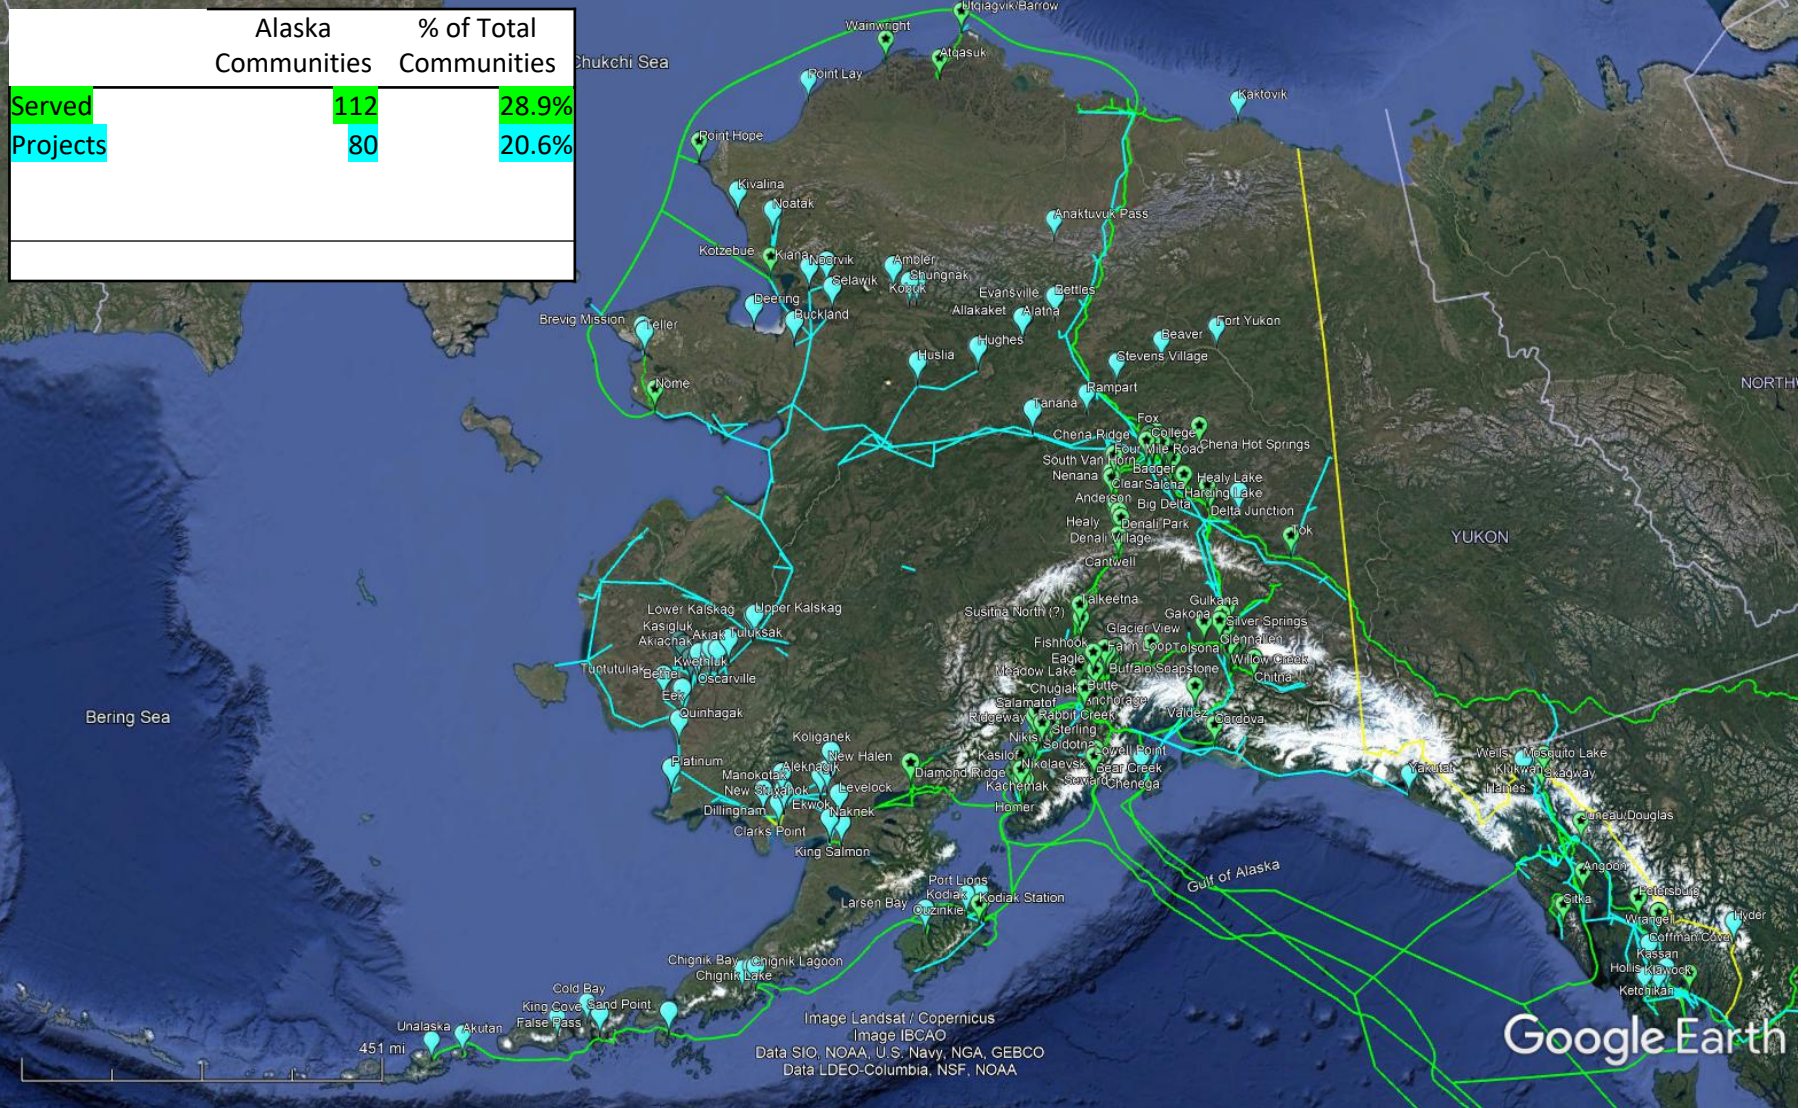 Alaska Communities
% of Total Communities
Served 112 28.9%
Projects 80 20.6%
Utqiagvik/Barrow
Wainwright
Atqasuk
Chukchi Sea
Point Lay
Kaktovik
Point Hope
Kivalina
Noatak
Anaktuvuk Pass
Kotzebue
Kiana
Noorvik
Ambler
Shungnak
Kobuk
Selawik
Evansville
Bettles
Deering
Buckland
Allakaket
Alatna
Brevig Mission
Teller
Beaver
Fort Yukon
Hughes
Huslia
Stevens Village
Nome
Rampart
Tanana
NORTHW
Fox
College
Chena Ridge
Chena Hot Springs
Four Mile Road
South Van Horn
Badger
Nenana
Clear
Salcha
Healy Lake
Harding Lake
Anderson
Big Delta
Delta Junction
Healy
Denali Park
Tok
Denali Village
YUKON
Cantwell
Talkeetna
Susitna North (?)
Gulkana
Gakona
Silver Springs
Glacier View
Glennallen
Lower Kalskag
Upper Kalskag
Kasigluk
Akiachak
Akiak
Tuluksak
Fishhook
Farm Loop
Tolsona
Eagle
Willow Creek
Kwethluk
Tuntutuliak
Bethel
Oscarville
Meadow Lake
Buffalo Soapstone
Chitna
Chugiak
Butte
Eek
Salamatof
Anchorage
Quinhagak
Ridgeway
Rabbit Creek
Valdez
Cordova
Bering Sea
Sterling
Koliganek
Nikis
Soldotna
Lowell Point
New Halen
Kasilof
Nikolaevsk
Bear Creek
Platinum
Aleknagik
Manokotak
Diamond Ridge
Seward
Chenega
New Stuyahok
Levelock
Kachemak
Dillingham
Ekwok
Naknek
Homer
Clarks Point
King Salmon
Yakutat
Wells
Mosquito Lake
Klukwan
Skagway
Haines
Juneau/Douglas
Gulf of Alaska
Angoon
Port Lions
Kodiak
Kodiak Station
Larsen Bay
Ouzinkie
Petersburg
Sitka
Wrangell
Hyder
Coffman Cove
Kassan
Hollis
Klawock
Ketchikan
Chignik Bay
Chignik Lagoon
Chignik Lake
Cold Bay
King Cove
Sand Point
False Pass
Unalaska
Akutan
451 mi
Image Landsat / Copernicus
Image IBCAO
Data SIO, NOAA, U.S. Navy, NGA, GEBCO
Data LDEO-Columbia, NSF, NOAA
Google Earth